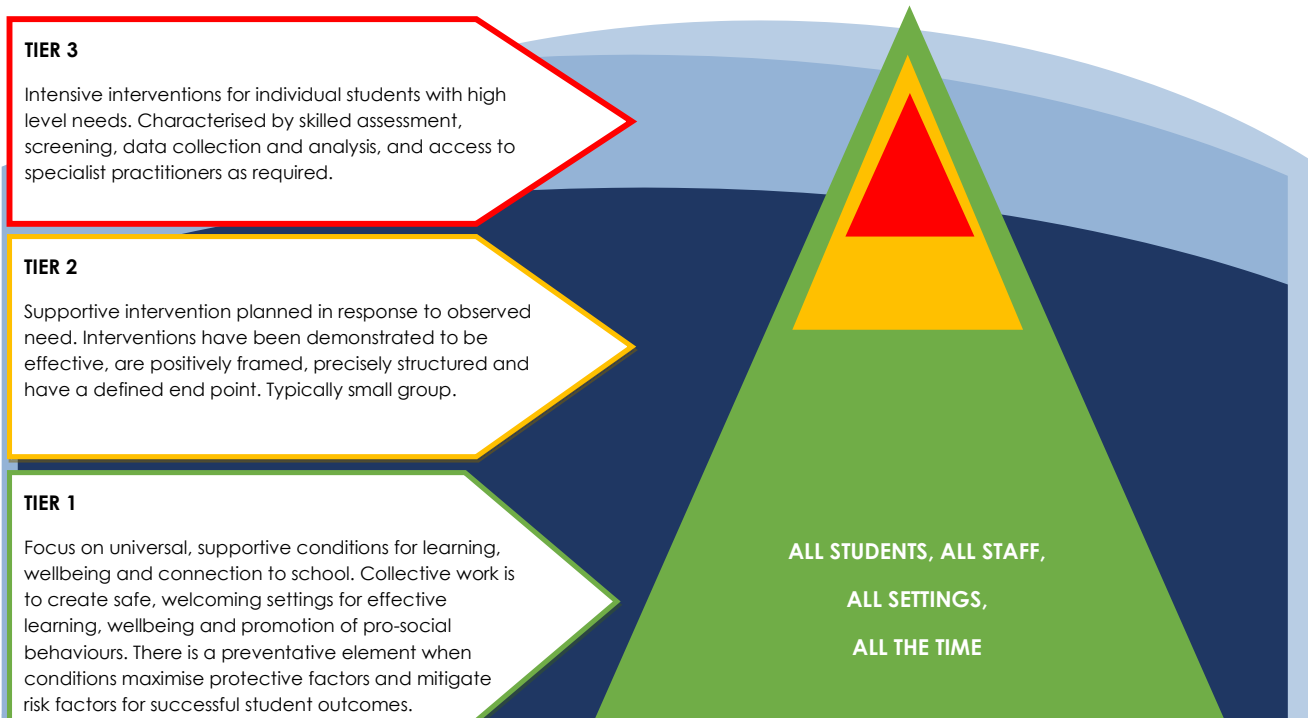 TIER 3
Intensive interventions for individual students with high
level needs. Characterised by skilled assessment,
screening, data collection and analysis, and access to
specialist practitioners as required.
TIER 2
Supportive intervention planned in response to observed
need. Interventions have been demonstrated to be
effective, are positively framed, precisely structured and
have a defined end point. Typically small group.
TIER 1
Focus on universal, supportive conditions for learning,
wellbeing and connection to school. Collective work is
to create safe, welcoming settings for effective
learning, wellbeing and promotion of pro-social
behaviours. There is a preventative element when
conditions maximise protective factors and mitigate
risk factors for successful student outcomes.
ALL STUDENTS, ALL STAFF,
ALL SETTINGS,
ALL THE TIME